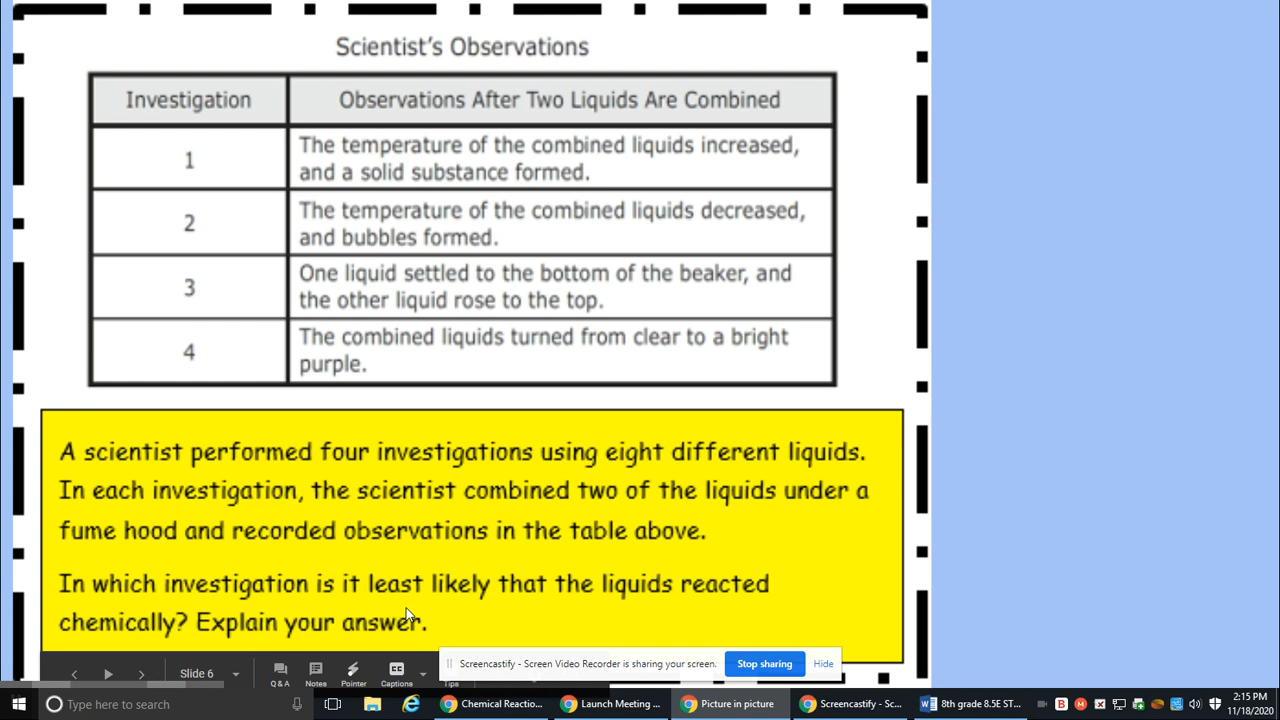 Scientist's Observations
Investigation
Observations After Two Liquids Are Combined
1
The temperature of the combined liquids increased,
and a solid substance formed.
2
The temperature of the combined liquids decreased,
and bubbles formed.
3
One liquid settled to the bottom of the beaker, and
the other liquid rose to the top.
4
The combined liquids turned from clear to a bright
purple.
A scientist performed four investigations using eight different liquids.
In each investigation, the scientist combined two of the liquids under a
fume hood and recorded observations in the table above.
In which investigation is it least likely that the liquids reacted
chemically? Explain your answer.
Slide 6
Q & A
Notes
Pointer
Captions
Tips
Screencastify - Screen Video Recorder is sharing your screen.
Stop sharing
Hide
Type here to search
Chemical Reactio...
Launch Meeting ...
Picture in picture
Screencastify - Sc...
8th grade 8.5E ST...
2:15 PM
11/18/2020